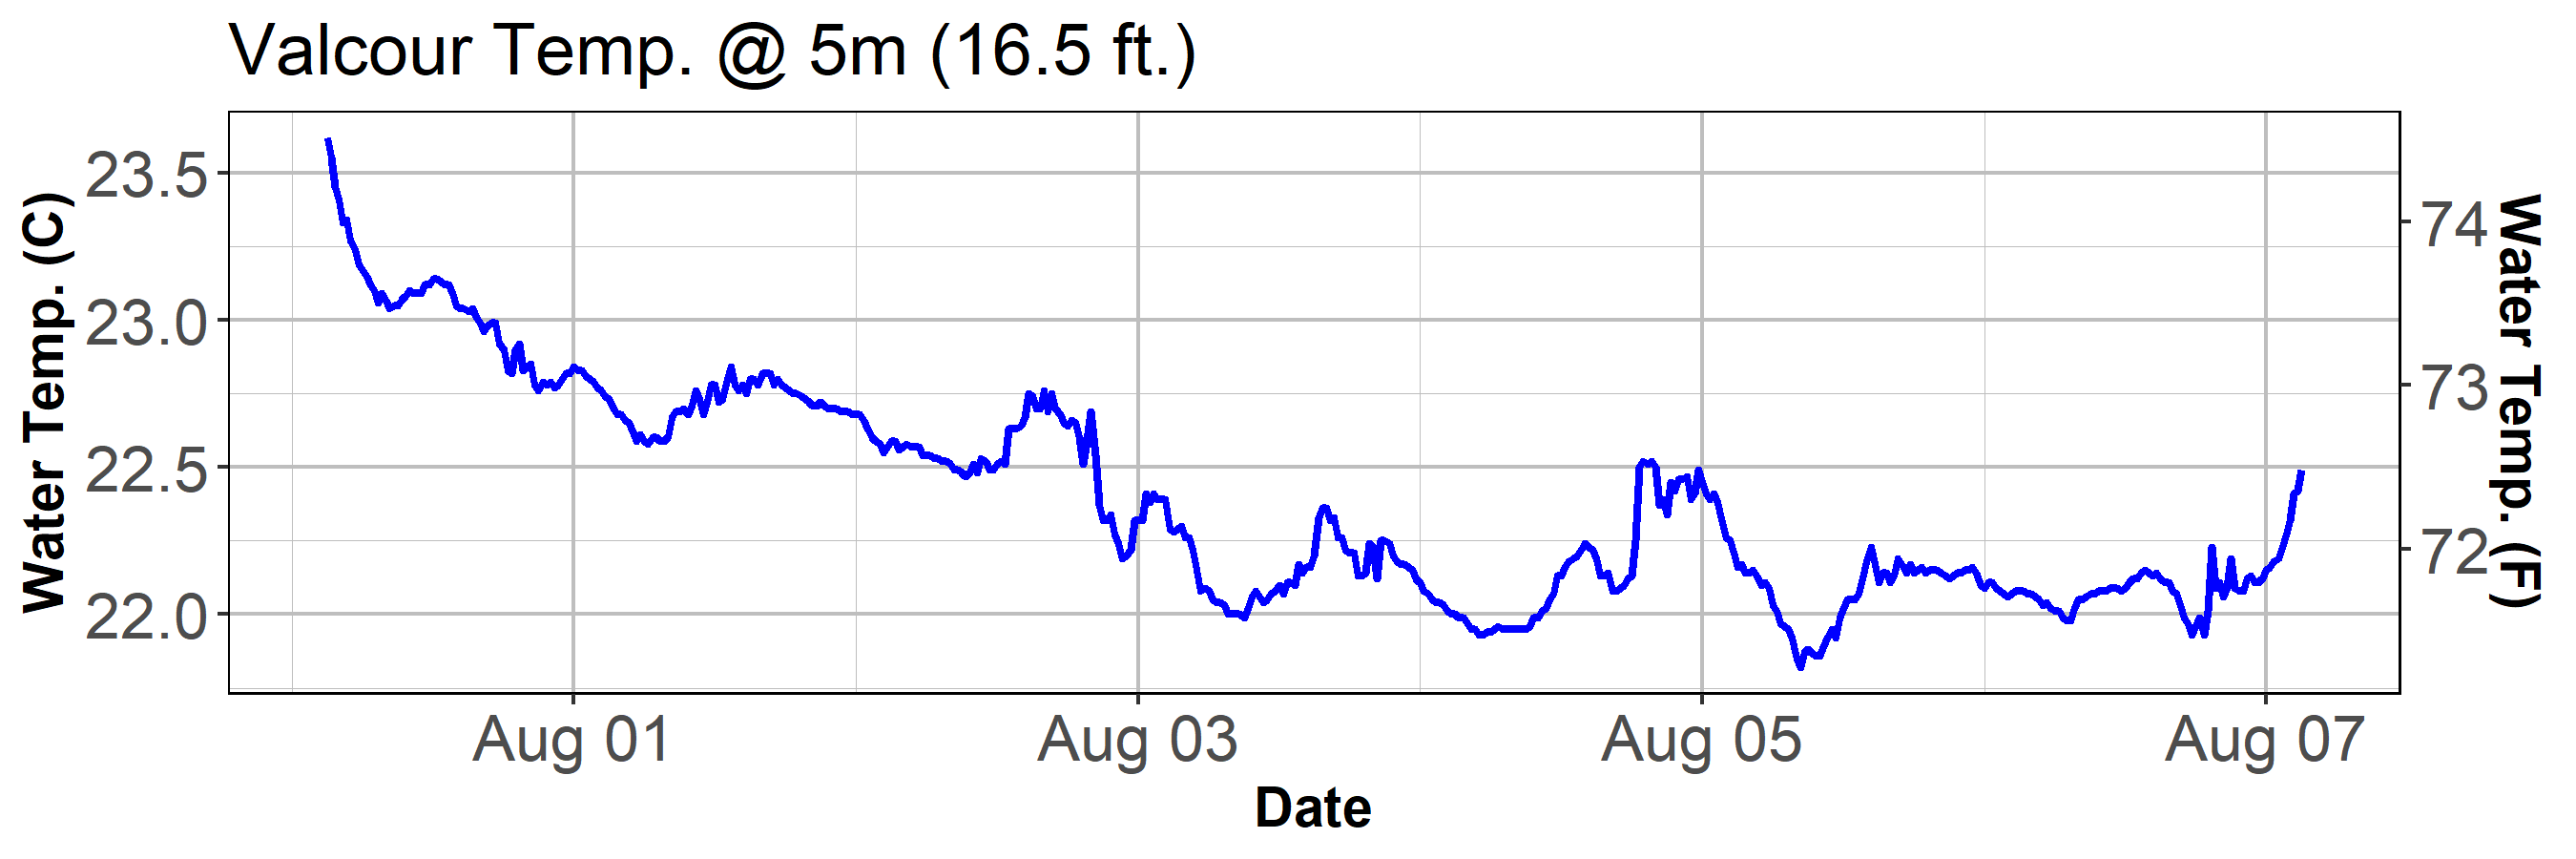 Valcour Temp. @ 5m (16.5 ft.)
Water Temp. (C)
23.5
23.0
22.5
22.0
74
73
72
Water Temp. (F)
Aug 01 Aug 03 Aug 05 Aug 07
Date